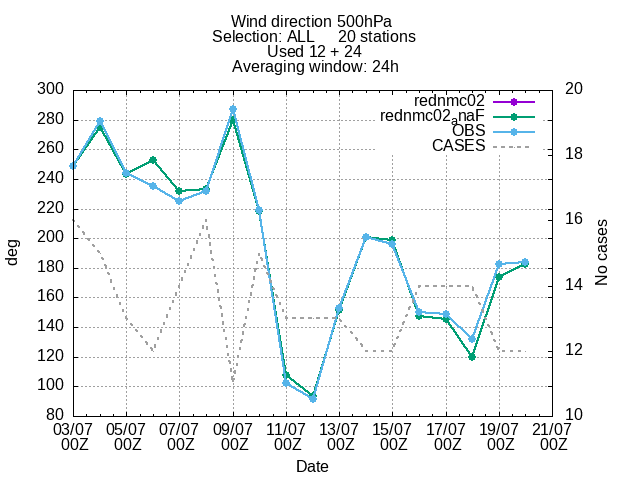 Wind direction 500hPa
Selection: ALL 20 stations
Used 12 + 24
Averaging window: 24h
300 20
rednmc02
280 rednmc02_anaF
OBS
260 CASES 18
240
220 16
200
180
160 14
140
120 12
100
80 10
deg
No cases
03/07 05/07 07/07 09/07 11/07 13/07 15/07 17/07 19/07 21/07
00Z 00Z 00Z 00Z 00Z 00Z 00Z 00Z 00Z 00Z
Date